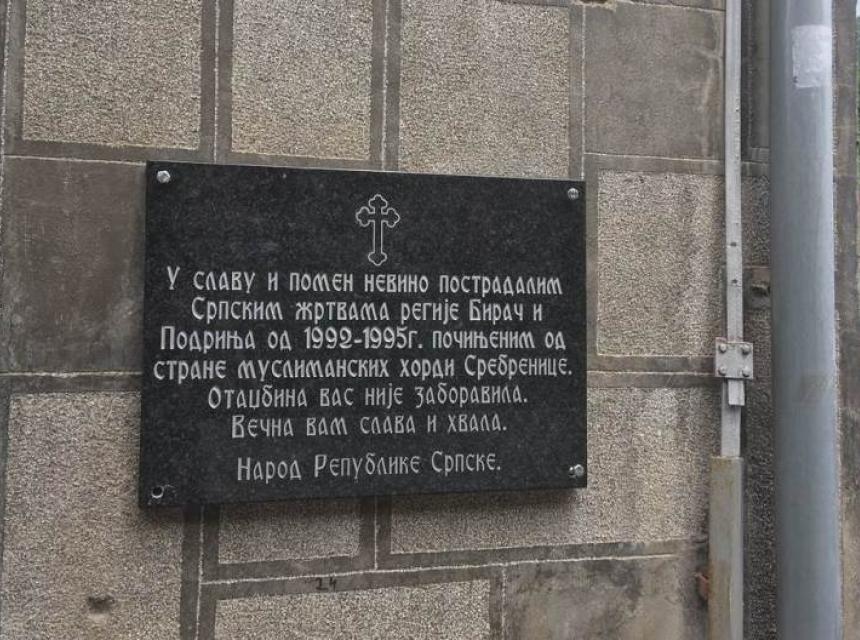 У славу и помен невино пострадалим
Српским жртвама регије Бирач и
Подриња од 1992-1995г. почињеним од
стране муслиманских хорди Сребренице.
Отаџбина вас није заборавила.
Вечна вам слава и хвала.
Народ Републике Српске.